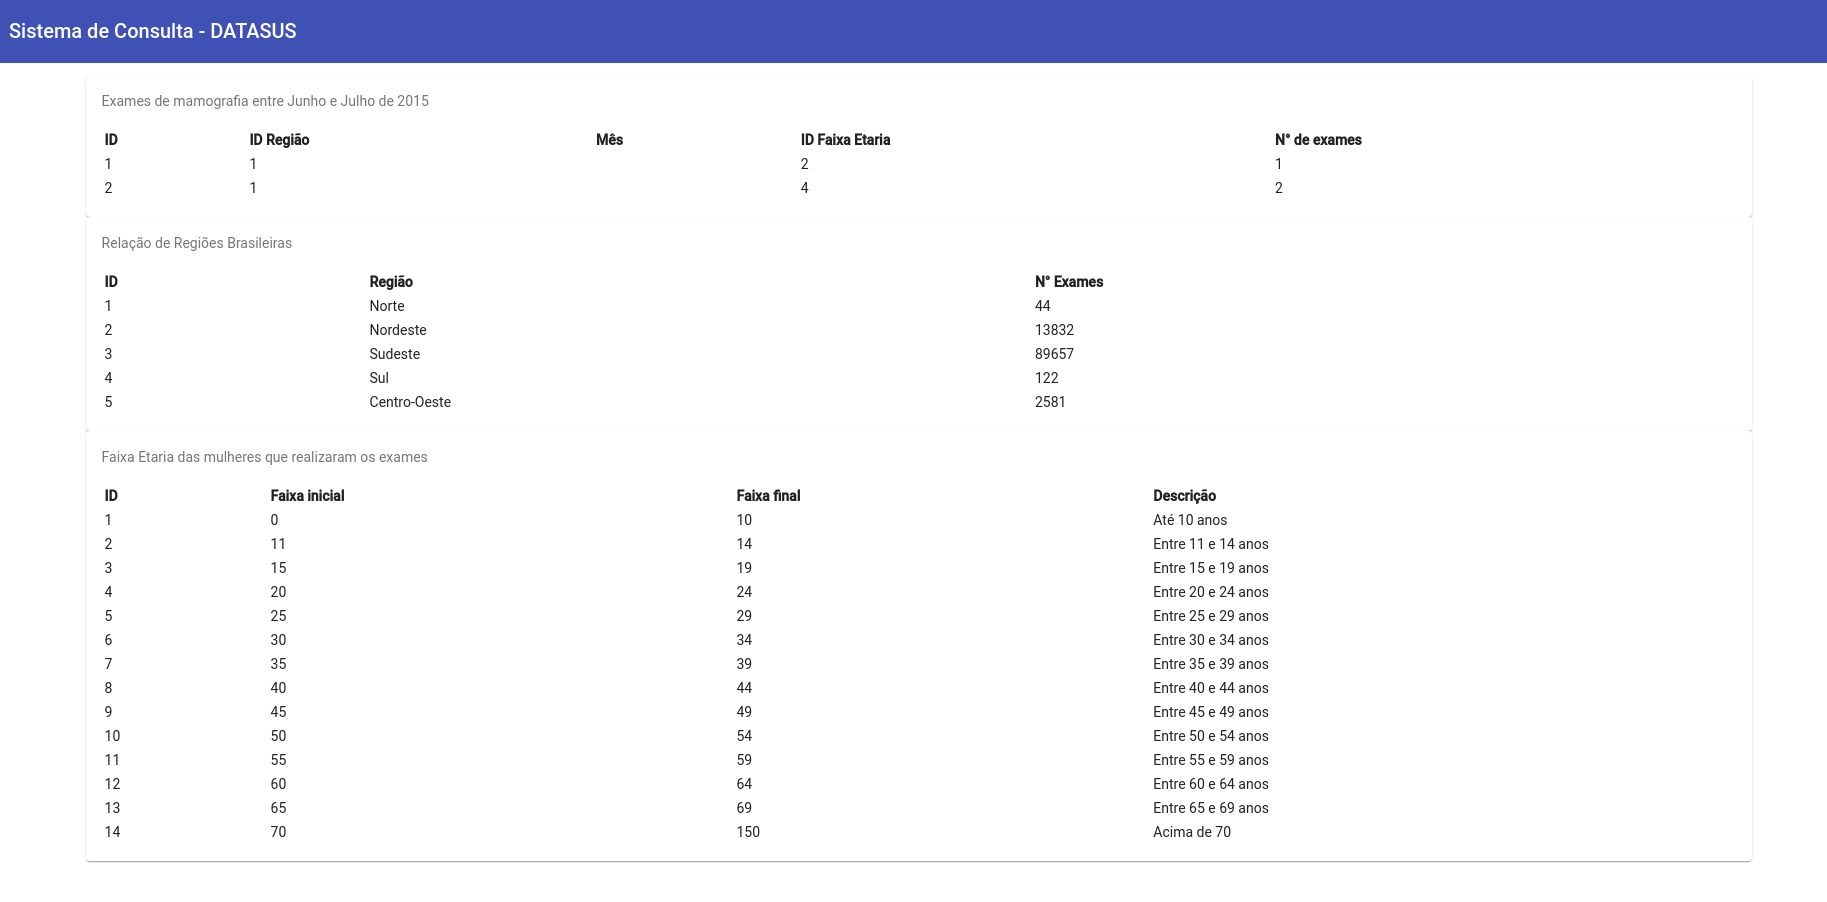 Sistema de Consulta - DATASUS
Exames de mamografia entre Junho e Julho de 2015
ID ID Região Mês ID Faixa Etaria N° de exames
1 1 2 1
2 1 4 2
Relação de Regiões Brasileiras
ID Região N° Exames
1 Norte 44
2 Nordeste 13832
3 Sudeste 89657
4 Sul 122
5 Centro-Oeste 2581
Faixa Etaria das mulheres que realizaram os exames
ID Faixa inicial Faixa final Descrição
1 0 10 Até 10 anos
2 11 14 Entre 11 e 14 anos
3 15 19 Entre 15 e 19 anos
4 20 24 Entre 20 e 24 anos
5 25 29 Entre 25 e 29 anos
6 30 34 Entre 30 e 34 anos
7 35 39 Entre 35 e 39 anos
8 40 44 Entre 40 e 44 anos
9 45 49 Entre 45 e 49 anos
10 50 54 Entre 50 e 54 anos
11 55 59 Entre 55 e 59 anos
12 60 64 Entre 60 e 64 anos
13 65 69 Entre 65 e 69 anos
14 70 150 Acima de 70